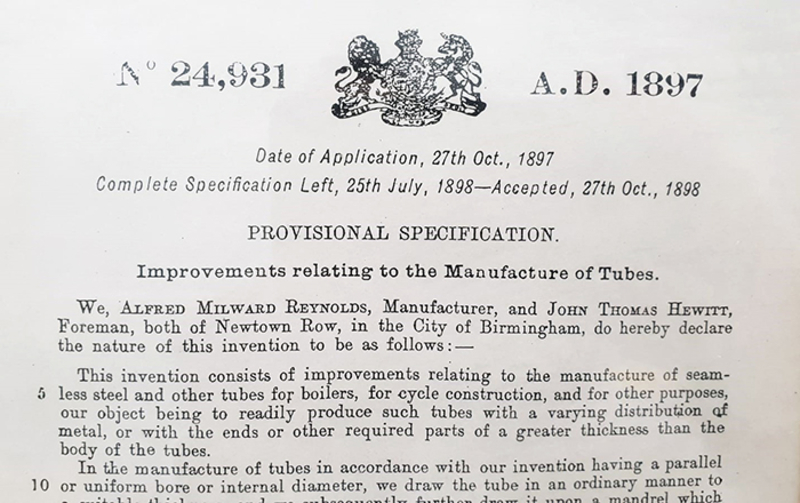 No 24,931
A.D. 1897
Date of Application, 27th Oct., 1897
Complete Specification Left, 25th July, 1898—Accepted, 27th Oct., 1898
PROVISIONAL SPECIFICATION.
Improvements relating to the Manufacture of Tubes.
We, ALFRED MILWARD REYNOLDS, Manufacturer, and JOHN THOMAS HEWITT,
Foreman, both of Newtown Row, in the City of Birmingham, do hereby declare
the nature of this invention to be as follows:—
This invention consists of improvements relating to the manufacture of seam-
5 less steel and other tubes for boilers, for cycle construction, and for other purposes,
our object being to readily produce such tubes with a varying distribution of
metal, or with the ends or other required parts of a greater thickness than the
body of the tubes.
In the manufacture of tubes in accordance with our invention having a parallel
10 or uniform bore or internal diameter, we draw the tube in an ordinary manner to
further draw it upon a mandrel which